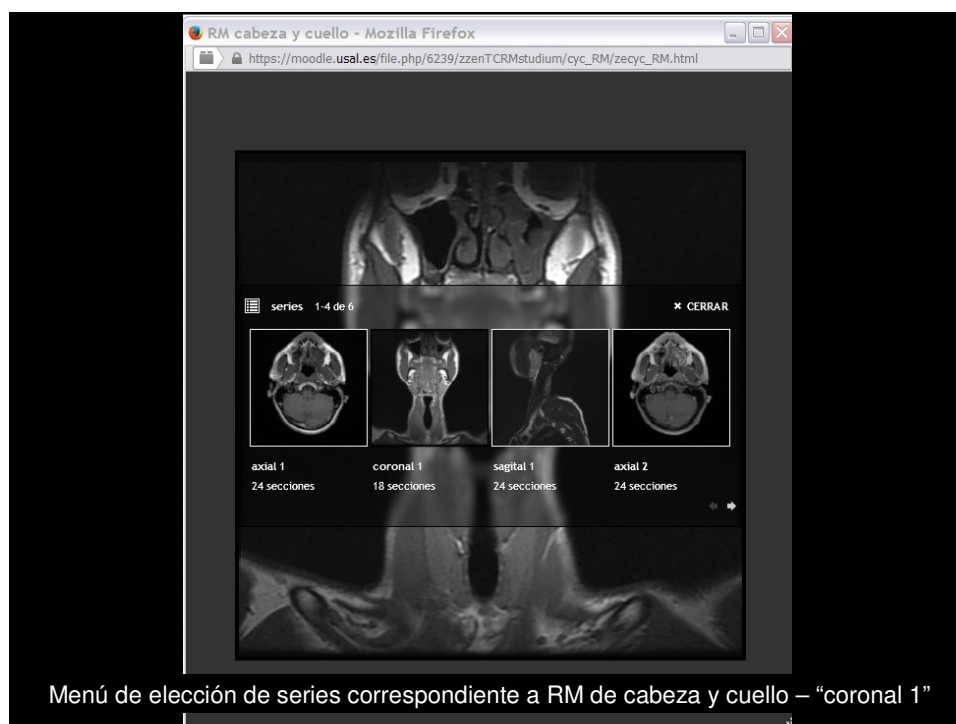 RM cabeza y cuello - Mozilla Firefox
https://moodle.usal.es/file.php/6239/zzenTCRMstudium/cyc_RM/zecyc_RM.html
series 1-4 de 6
× CERRAR
axial 1 coronal 1 sagital 1 axial 2
24 secciones 18 secciones 24 secciones 24 secciones
Menú de elección de series correspondiente a RM de cabeza y cuello – “coronal 1”